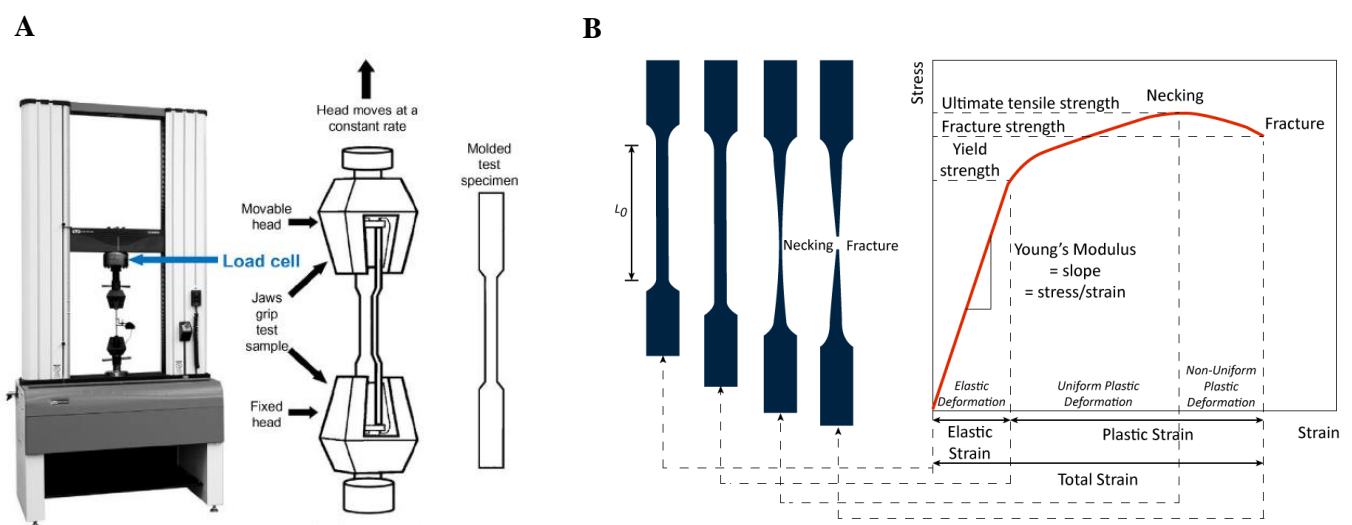 A
Head moves at a
constant rate
Molded
test
specimen
Movable
head
Load cell
Jaws
grip
test
sample
Fixed
head
B
L0
Necking
Fracture
Stress
Ultimate tensile strength
Necking
Fracture strength
Fracture
Yield
strength
Young's Modulus
= slope
= stress/strain
Elastic
Deformation
Uniform Plastic
Deformation
Non-Uniform
Plastic
Deformation
Elastic
Strain
Plastic Strain
Strain
Total Strain